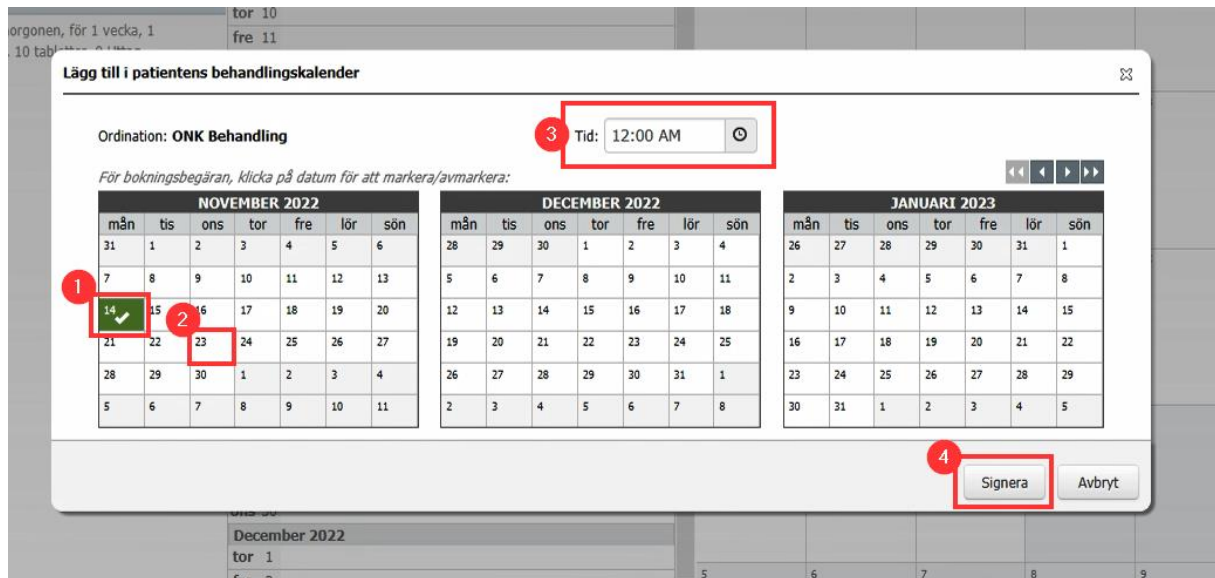 tor 10
orgonen, för 1 vecka, 1
fre 11
10
Lägg till i patientens behandlingskalender
3
Ordination: ONK Behandling
Tid: 12:00 AM
För bokningsbegäran, klicka på datum för att markera/avmarkera:
NOVEMBER 2022 DECEMBER 2022 JANUARI 2023
mån tis ons tor fre lör sön mån tis ons tor fre lör sön mån tis ons tor fre lör sön
31 1 2 3 4 5 6 28 29 30 1 2 3 4 26 27 28 29 30 31 1
1
7 8 9 10 11 12 13 5 6 7 8 9 10 11 2 3 4 5 6 7 8
2
14 15 16 17 18 19 20 12 13 14 15 16 17 18 9 10 11 12 13 14 15
21 22 23 24 25 26 27 19 20 21 22 23 24 25 16 17 18 19 20 21 22
28 29 30 1 2 3 4 26 27 28 29 30 31 1 23 24 25 26 27 28 29
5 6 7 8 9 10 11 2 3 4 5 6 7 8 30 31 1 2 3 4 5
4
Signera Avbryt
December 2022
tor 1
5 6 7 8 9